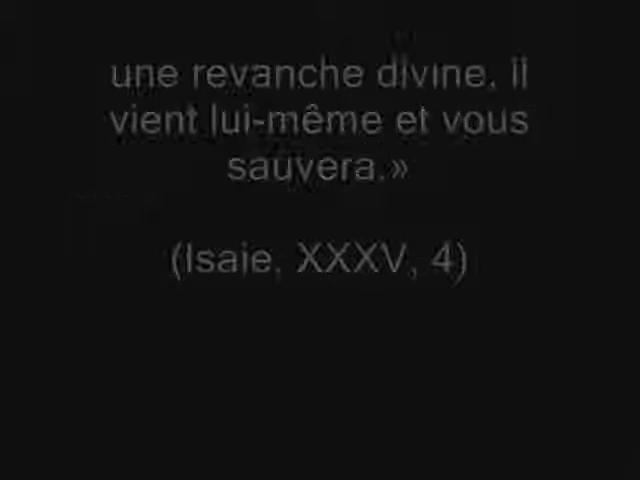 une revanche divine, il
vient lui-même et vous
sauvera.»
(Isaie, XXXV, 4)